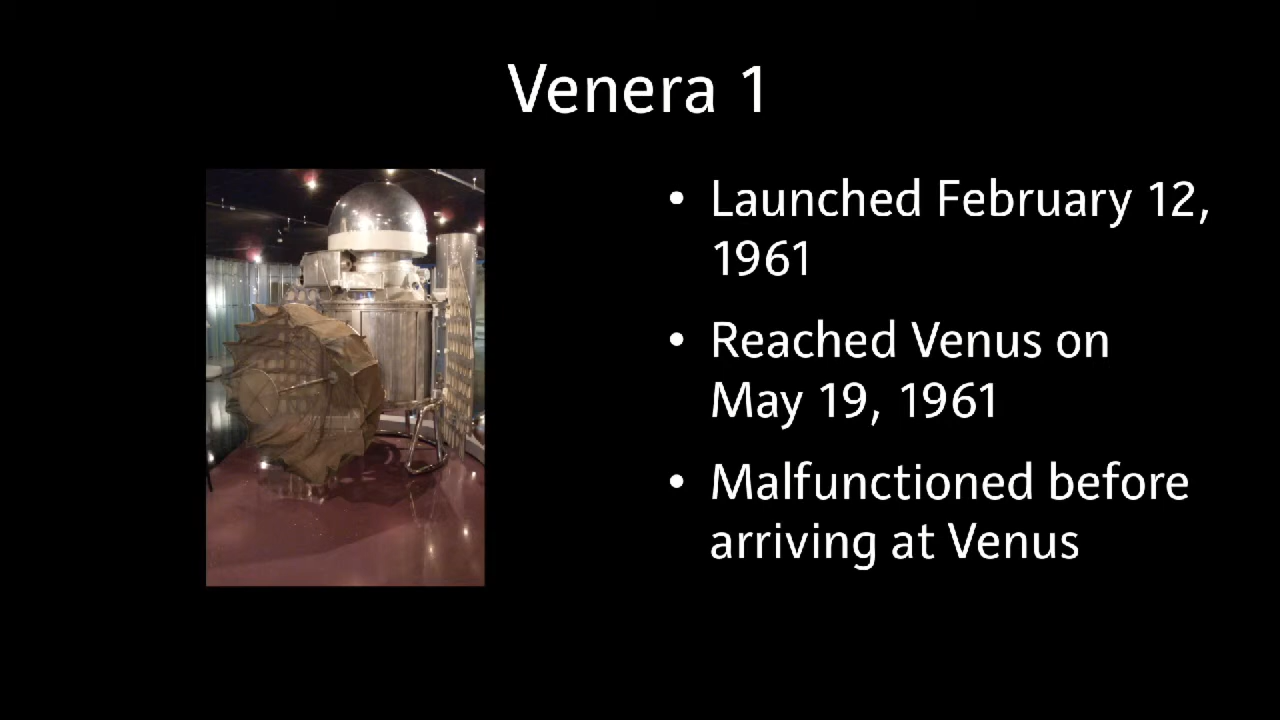 Venera 1
• Launched February 12,
1961
• Reached Venus on
May 19, 1961
• Malfunctioned before
arriving at Venus